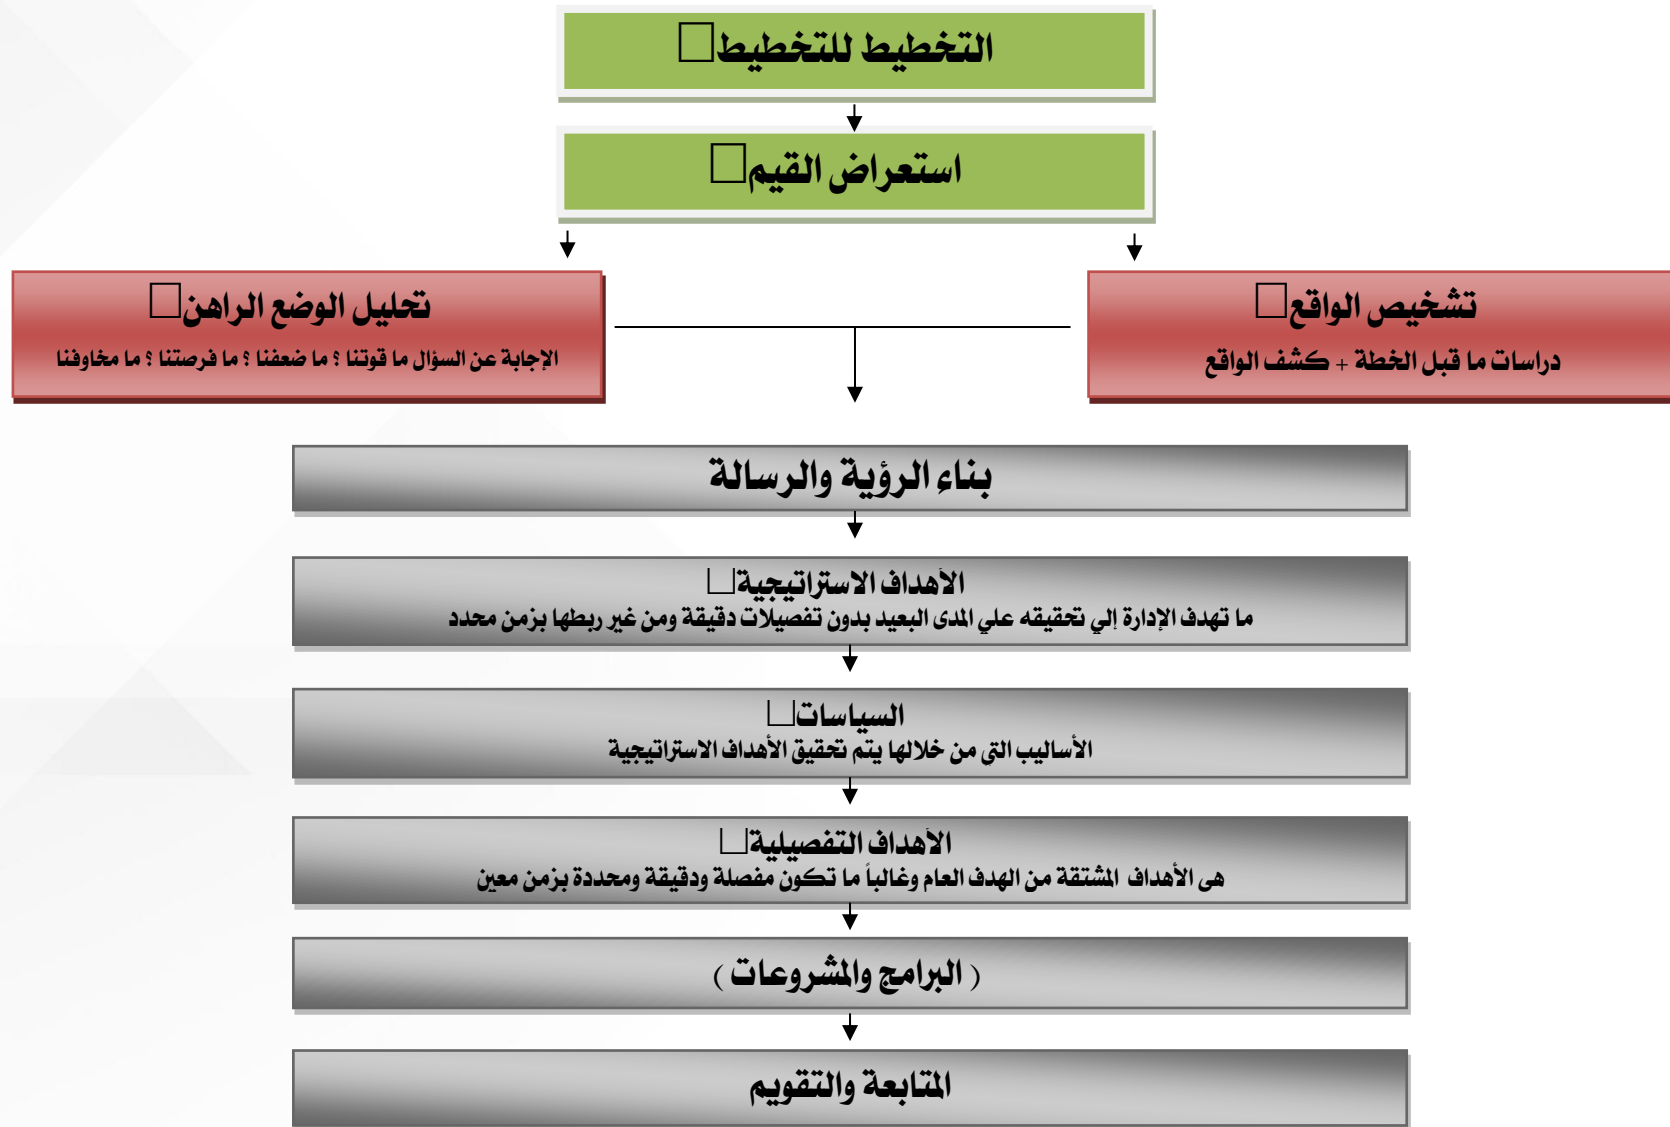 التخطيط للتخطيط
استعراض القيم
تشخيص الواقع
دراسات ما قبل الخطة + كشف الواقع
تحليل الوضع الراهن
الإجابة عن السؤال ما قوتنا ؟ ما ضعفنا ؟ ما فرصتنا ؟ ما مخاوفنا
بناء الرؤية والرسالة
الأهداف الاستراتيجية
ما تهدف الإدارة إلي تحقيقه علي المدى البعيد بدون تفصيلات دقيقة ومن غير ربطها بزمن محدد
السياسات
الأساليب التي من خلالها يتم تحقيق الأهداف الاستراتيجية
الأهداف التفصيلية
هى الأهداف المشتقة من الهدف العام وغالباً ما تكون مفصلة ودقيقة ومحددة بزمن معين
( البرامج والمشروعات )
المتابعة والتقويم